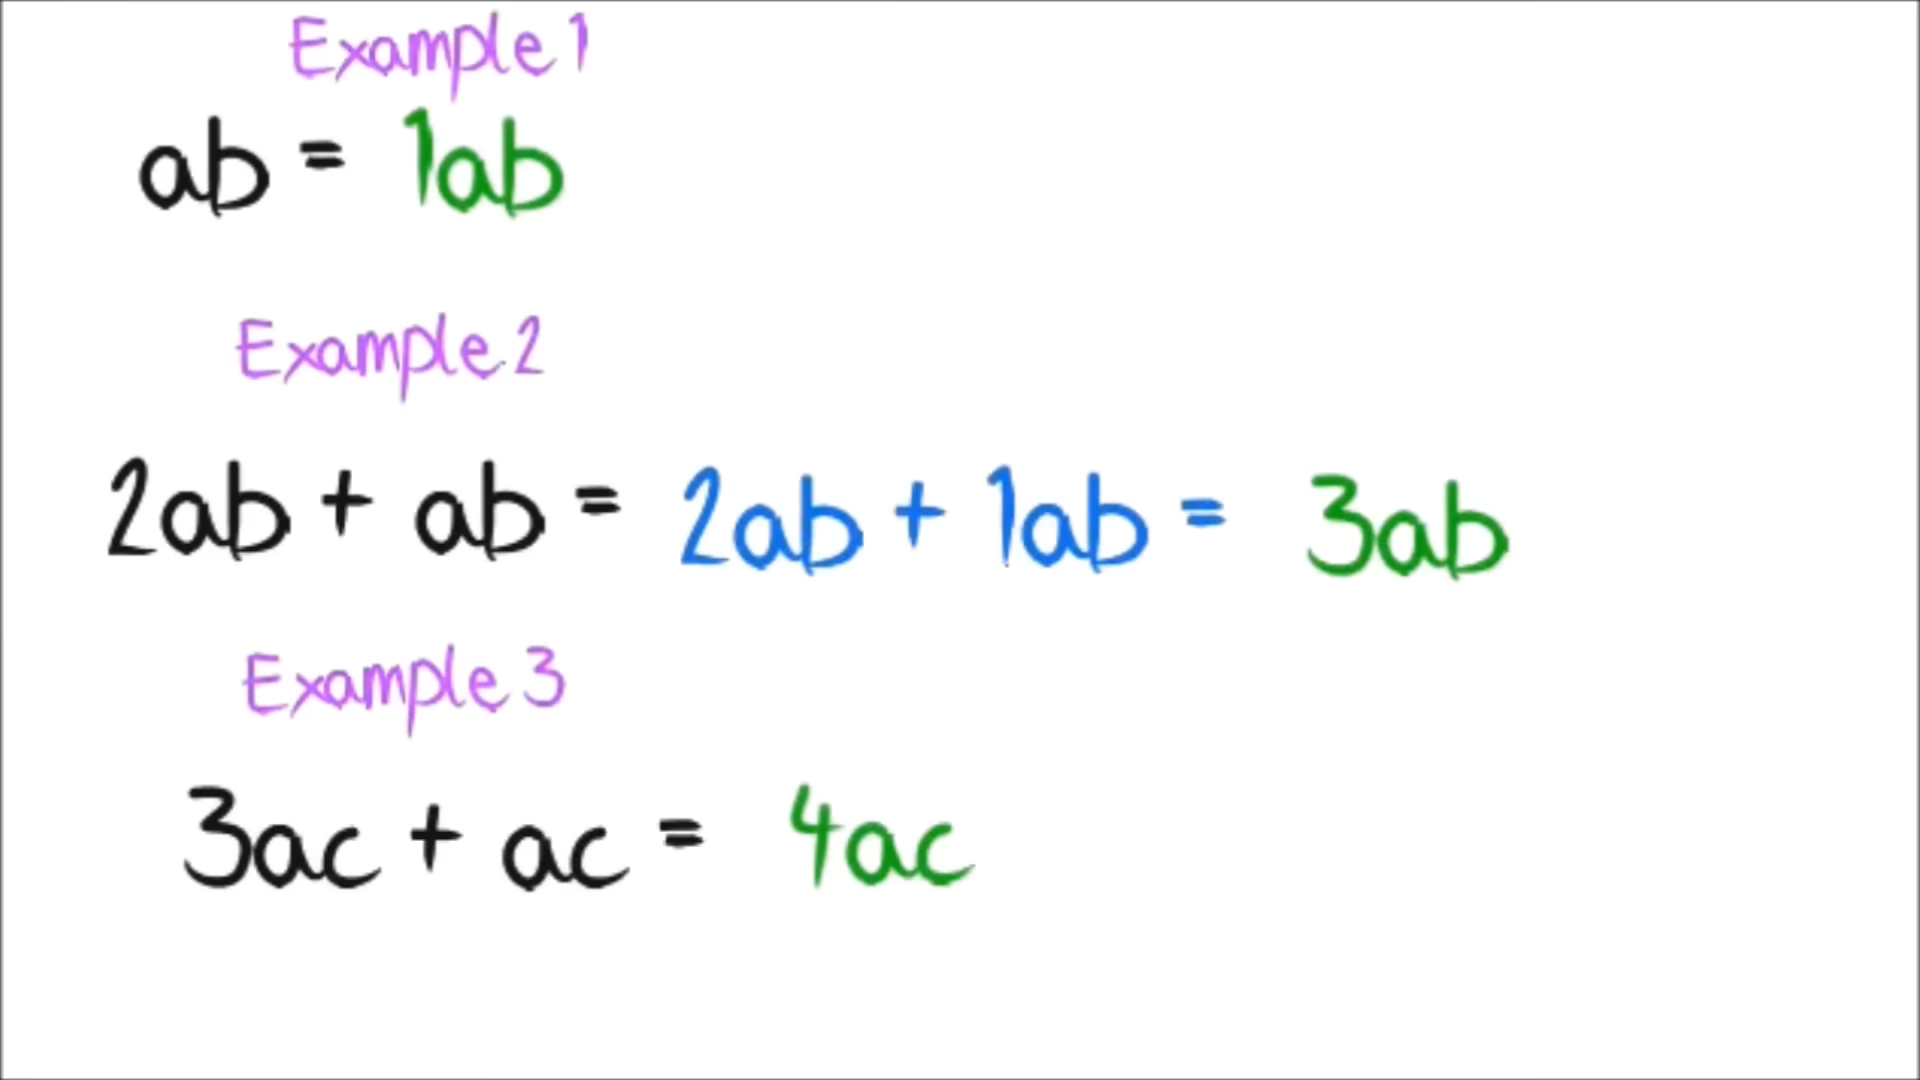 Example 1
ab = 1ab
Example 2
2ab + ab = 2ab + 1ab = 3ab
Example 3
3ac + ac = 4ac